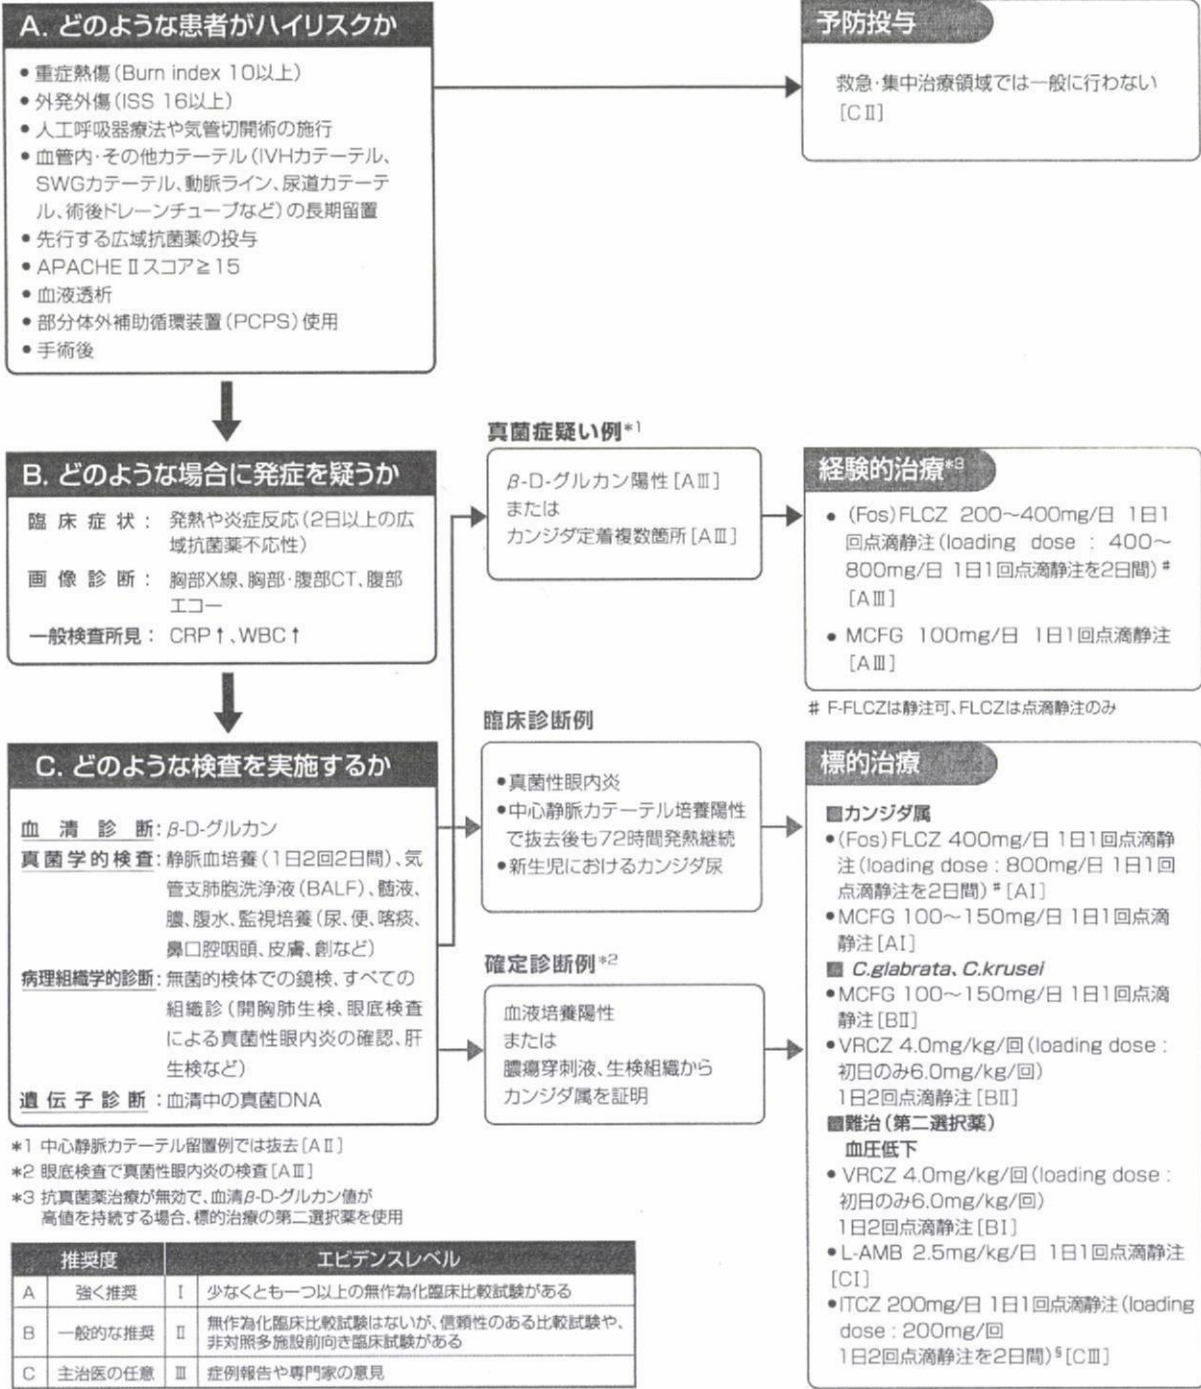 A. どのような患者がハイリスクか
● 重症熱傷(Burn index 10以上)
● 外発外傷(ISS 16以上)
● 人工呼吸器療法や気管切開術の施行
● 血管内・その他カテーテル(IVHカテーテル、
SWGカテーテル、動脈ライン、尿道カテーテ
ル、術後ドレーンチューブなど)の長期留置
● 先行する広域抗菌薬の投与
● APACHE Ⅱスコア≧15
● 血液透析
● 部分体外補助循環装置(PCPS)使用
● 手術後
予防投与
救急・集中治療領域では一般に行わない
[CⅡ]
B. どのような場合に発症を疑うか
臨床症状: 発熱や炎症反応(2日以上の広
域抗菌薬不応性)
画像診断: 胸部X線、胸部・腹部CT、腹部
エコー
一般検査所見: CRP↑、WBC↑
真菌症疑い例*1
β-D-グルカン陽性[AⅢ]
または
カンジダ定着複数箇所[AⅢ]
経験的治療*3
● (Fos)FLCZ 200〜400mg/日 1日1
回点滴静注(loading dose : 400〜
800mg/日 1日1回点滴静注を2日間)#
[AⅢ]
● MCFG 100mg/日 1日1回点滴静注
[AⅢ]
# F-FLCZは静注可、FLCZは点滴静注のみ
C. どのような検査を実施するか
血清診断: β-D-グルカン
真菌学的検査: 静脈血培養(1日2回2日間)、気
管支肺胞洗浄液(BALF)、髄液、
膿、腹水、監視培養(尿、便、喀痰、
鼻口腔咽頭、皮膚、創など)
病理組織学的診断: 無菌的検体での鏡検、すべての
組織診(開胸肺生検、眼底検査
による真菌性眼内炎の確認、肝
生検など)
遺伝子診断: 血清中の真菌DNA
臨床診断例
● 真菌性眼内炎
● 中心静脈カテーテル培養陽性
で抜去後も72時間発熱継続
● 新生児におけるカンジダ尿
確定診断例*2
血液培養陽性
または
膿瘍穿刺液、生検組織から
カンジダ属を証明
標的治療
■カンジダ属
● (Fos)FLCZ 400mg/日 1日1回点滴静
注(loading dose : 800mg/日 1日1回
点滴静注を2日間)#[AⅠ]
● MCFG 100〜150mg/日 1日1回点滴
静注[AⅠ]
■ C.glabrata、C.krusei
● MCFG 100〜150mg/日 1日1回点滴
静注[BⅡ]
● VRCZ 4.0mg/kg/回(loading dose :
初日のみ6.0mg/kg/回)
1日2回点滴静注[BⅡ]
■難治(第二選択薬)
血圧低下
● VRCZ 4.0mg/kg/回(loading dose :
初日のみ6.0mg/kg/回)
1日2回点滴静注[BⅠ]
● L-AMB 2.5mg/kg/日 1日1回点滴静注
[CⅠ]
● ITCZ 200mg/日 1日1回点滴静注(loading
dose : 200mg/回
1日2回点滴静注を2日間)§[CⅢ]
*1 中心静脈カテーテル留置例では抜去[AⅡ]
*2 眼底検査で真菌性眼内炎の検査[AⅢ]
*3 抗真菌薬治療が無効で、血清β-D-グルカン値が
高値を持続する場合、標的治療の第二選択薬を使用
推奨度 エビデンスレベル
A 強く推奨 Ⅰ 少なくとも一つ以上の無作為化臨床比較試験がある
B 一般的な推奨 Ⅱ 無作為化臨床比較試験はないが、信頼性のある比較試験や、
非対照多施設前向き臨床試験がある
C 主治医の任意 Ⅲ 症例報告や専門家の意見